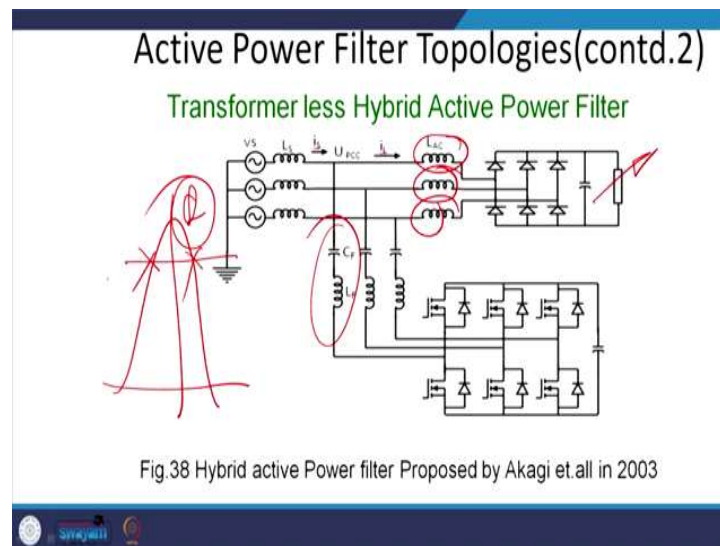 Active Power Filter Topologies(contd.2)
Transformer less Hybrid Active Power Filter
VS
LS
iS
UPCC
iL
LAC
CF
LF
Fig.38 Hybrid active Power filter Proposed by Akagi et.all in 2003
swayam